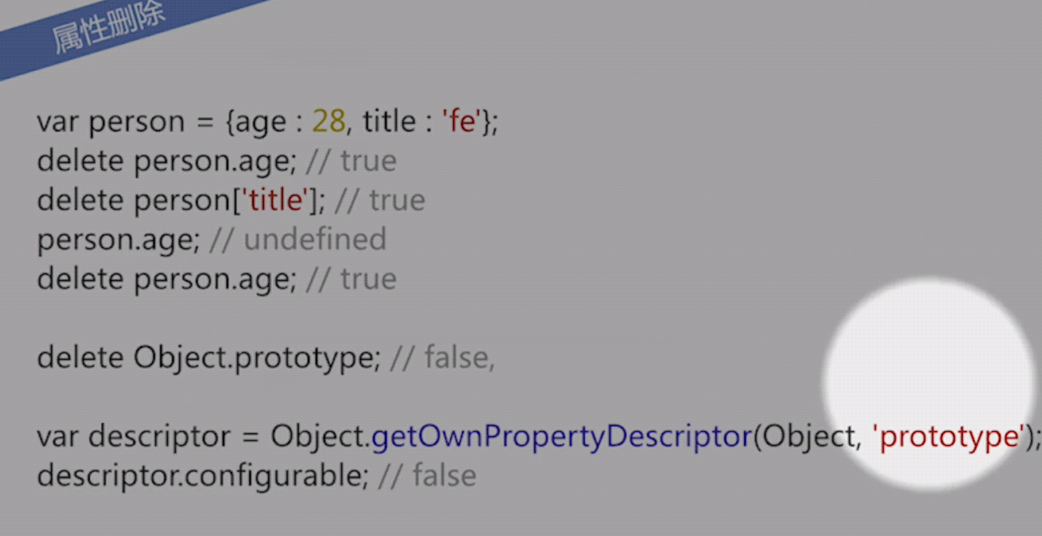 属性删除
var person = {age : 28, title : 'fe'};
delete person.age; // true
delete person['title']; // true
person.age; // undefined
delete person.age; // true
delete Object.prototype; // false,
var descriptor = Object.getOwnPropertyDescriptor(Object, 'prototype');
descriptor.configurable; // false